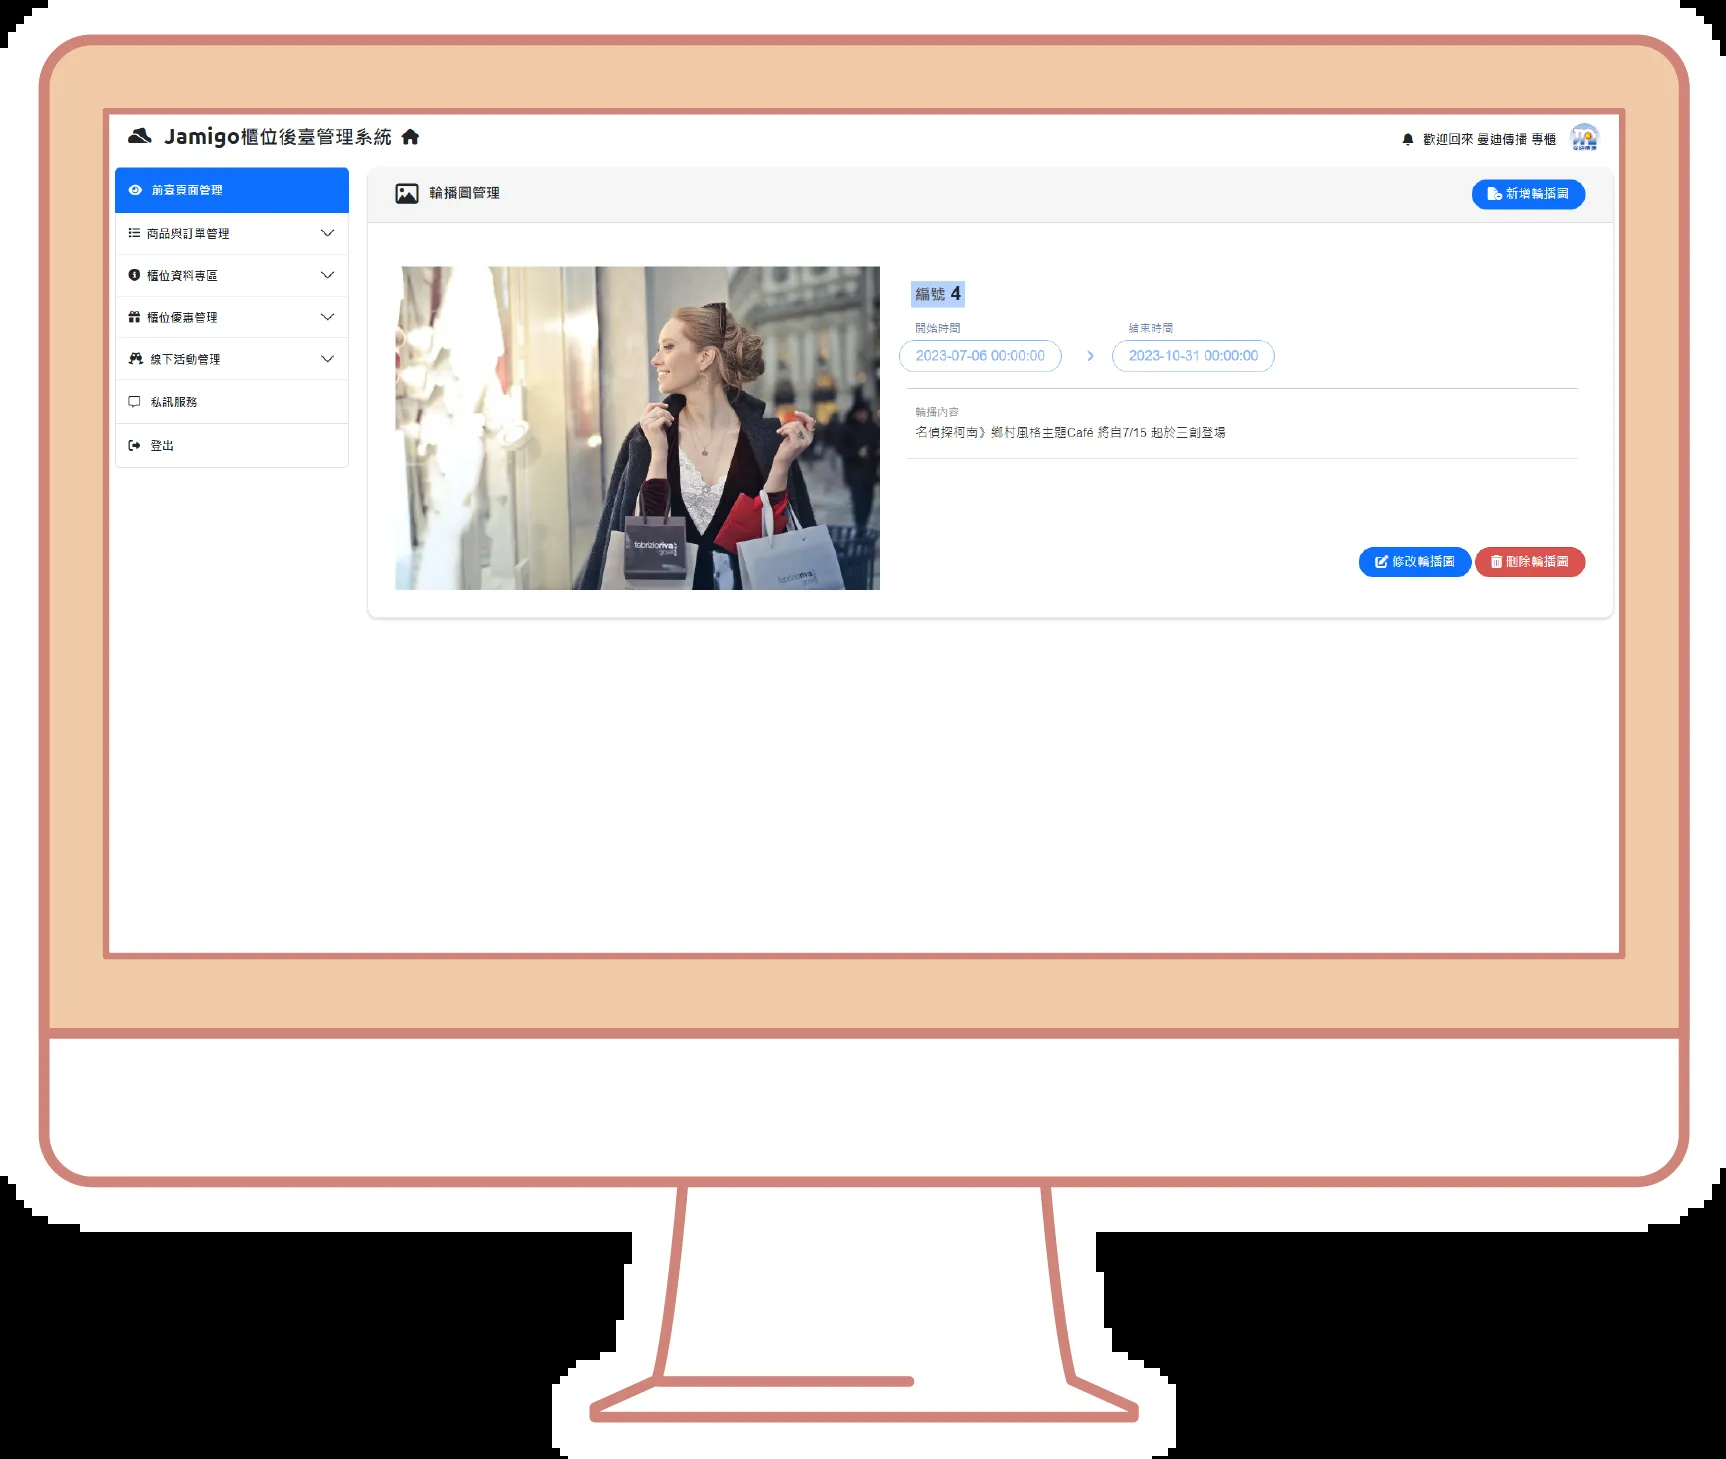 Jamigo櫃位後臺管理系統
歡迎回來 曼迪傳播 專櫃
前臺頁面管理
商品與訂單管理
櫃位資料專區
櫃位優惠管理
線下活動管理
私訊服務
登出
輪播圖管理
新增輪播圖
編號 4
開始時間
結束時間
2023-07-06 00:00:00
2023-10-31 00:00:00
輪播內容
名偵探柯南》鄉村風格主題Café 將自7/15 起於三創登場
fabrizioriva
修改輪播圖
刪除輪播圖